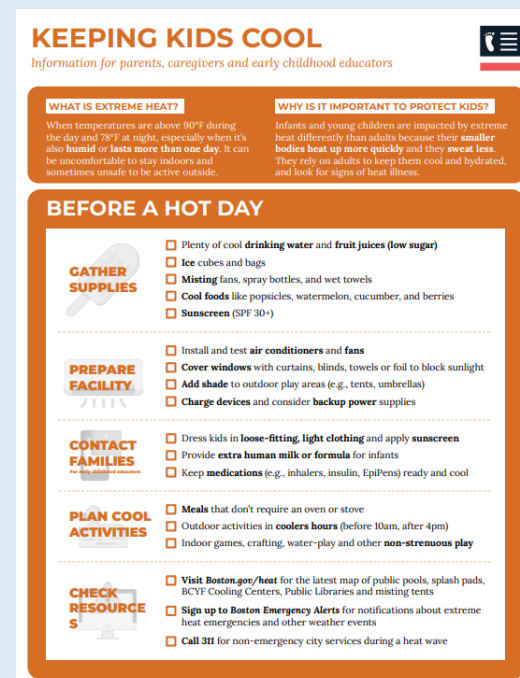 KEEPING KIDS COOL
Information for parents, caregivers and early childhood educators
WHAT IS EXTREME HEAT?
When temperatures are above 90°F during
the day and 78°F at night, especially when it's
also humid or lasts more than one day. It can
be uncomfortable to stay indoors and
sometimes unsafe to be active outside.
WHY IS IT IMPORTANT TO PROTECT KIDS?
Infants and young children are impacted by extreme
heat differently than adults because their smaller
bodies heat up more quickly and they sweat less.
They rely on adults to keep them cool and hydrated,
and look for signs of heat illness.
BEFORE A HOT DAY
GATHER
SUPPLIES
Plenty of cool drinking water and fruit juices (low sugar)
Ice cubes and bags
Misting fans, spray bottles, and wet towels
Cool foods like popsicles, watermelon, cucumber, and berries
Sunscreen (SPF 30+)
PREPARE
FACILITY
Install and test air conditioners and fans
Cover windows with curtains, blinds, towels or foil to block sunlight
Add shade to outdoor play areas (e.g., tents, umbrellas)
Charge devices and consider backup power supplies
CONTACT
FAMILIES
For early childhood educators
Dress kids in loose-fitting, light clothing and apply sunscreen
Provide extra human milk or formula for infants
Keep medications (e.g., inhalers, insulin, EpiPens) ready and cool
PLAN COOL
ACTIVITIES
Meals that don't require an oven or stove
Outdoor activities in coolers hours (before 10am, after 4pm)
Indoor games, crafting, water-play and other non-strenuous play
CHECK
RESOURCE
S
Visit Boston.gov/heat for the latest map of public pools, splash pads,
BCYF Cooling Centers, Public Libraries and misting tents
Sign up to Boston Emergency Alerts for notifications about extreme
heat emergencies and other weather events
Call 311 for non-emergency city services during a heat wave